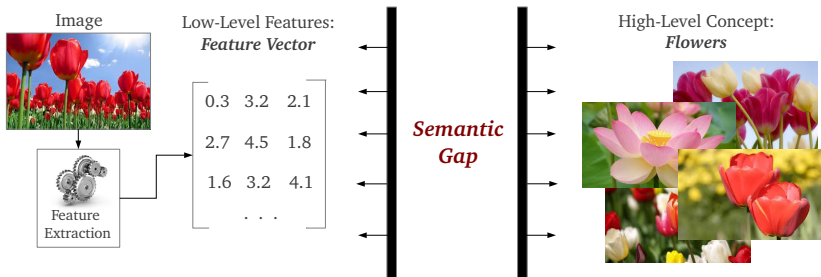 Image
Feature
Extraction
Low-Level Features:
Feature Vector
0.3 3.2 2.1
2.7 4.5 1.8
1.6 3.2 4.1
. . .
Semantic
Gap
High-Level Concept:
Flowers